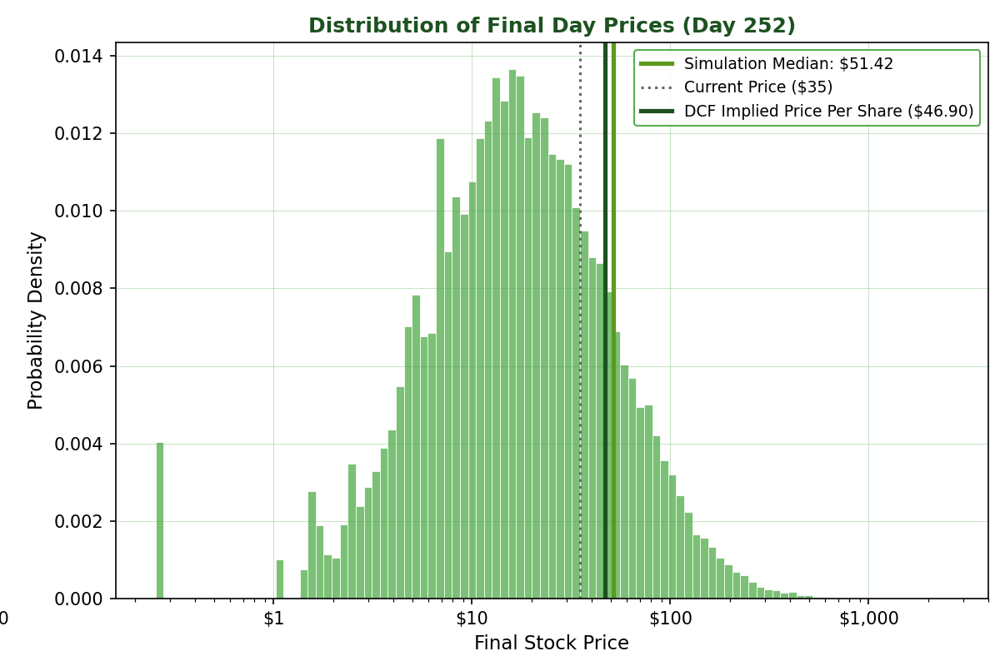 Distribution of Final Day Prices (Day 252)
Simulation Median: $51.42
Current Price ($35)
DCF Implied Price Per Share ($46.90)
Probability Density
0.014
0.012
0.010
0.008
0.006
0.004
0.002
0.000
0 $1 $10 $100 $1,000
Final Stock Price